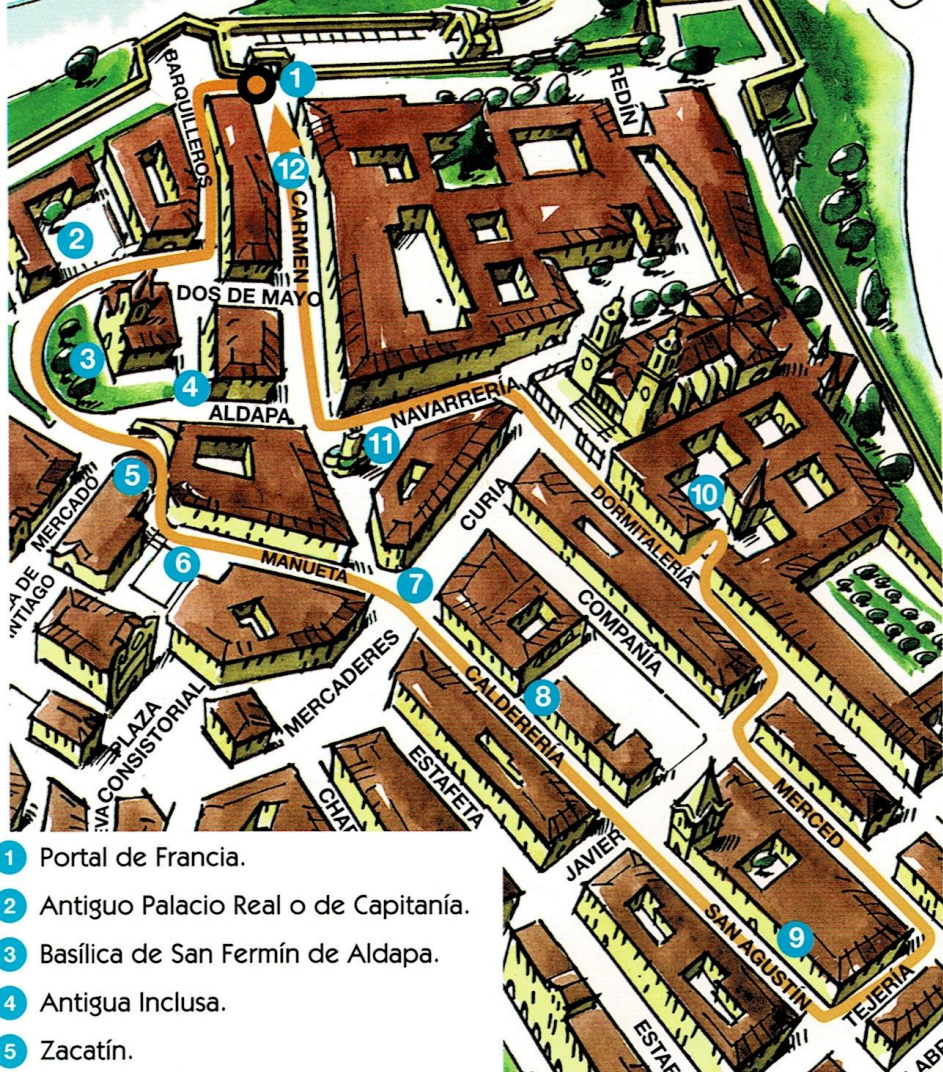 1
BARQUILLEROS
REDÍN
12
CARMEN
2
DOS DE MAYO
3
4
ALDAPA
NAVARRERÍA
11
5
MERCADO
CURIA
DORMITALERÍA
10
6
MANUETA
7
COMPAÑÍA
MERCADERES
CALDERERÍA
8
PLAZA
CONSISTORIAL
ESTAFETA
MERCED
JAVIER
SAN AGUSTÍN
9
TEJERÍA
1 Portal de Francia.
2 Antiguo Palacio Real o de Capitanía.
3 Basílica de San Fermín de Aldapa.
4 Antigua Inclusa.
5 Zacatín.